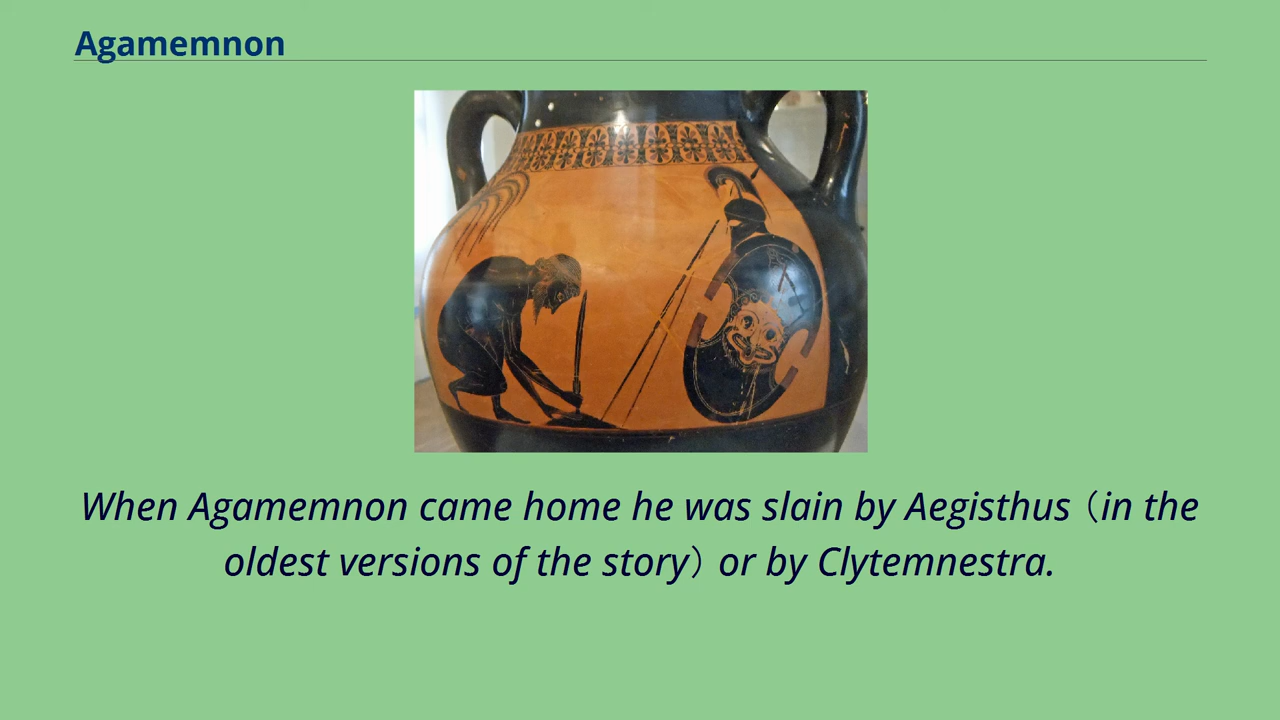 Agamemnon
When Agamemnon came home he was slain by Aegisthus（in the
oldest versions of the story）or by Clytemnestra.